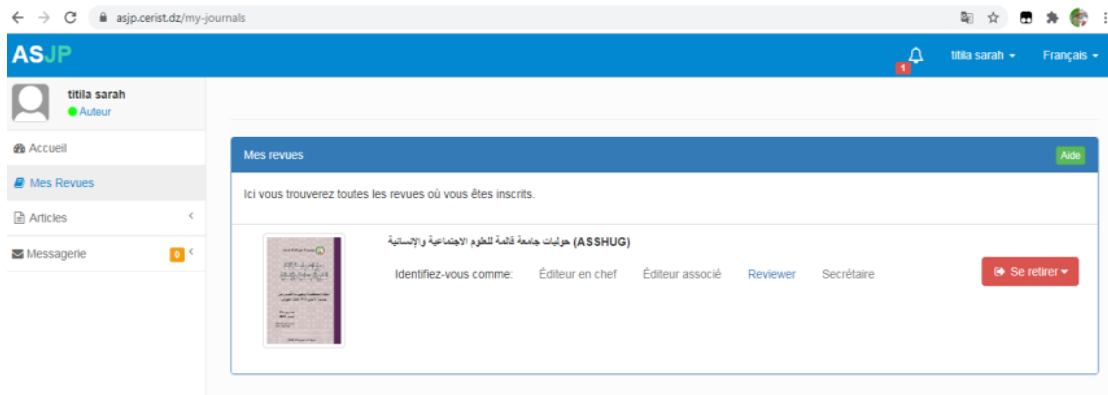 asjp.cerist.dz/my-journals
ASJP
1
titila sarah
Français
titila sarah
Auteur
Accueil
Mes Revues
Articles
Messagerie
0
Mes revues
Aide
Ici vous trouverez toutes les revues où vous êtes inscrits.
حوليات جامعة قالمة للعلوم الاجتماعية والإنسانية (ASSHUG)
Identifiez-vous comme: Éditeur en chef Éditeur associé Reviewer Secrétaire
Se retirer